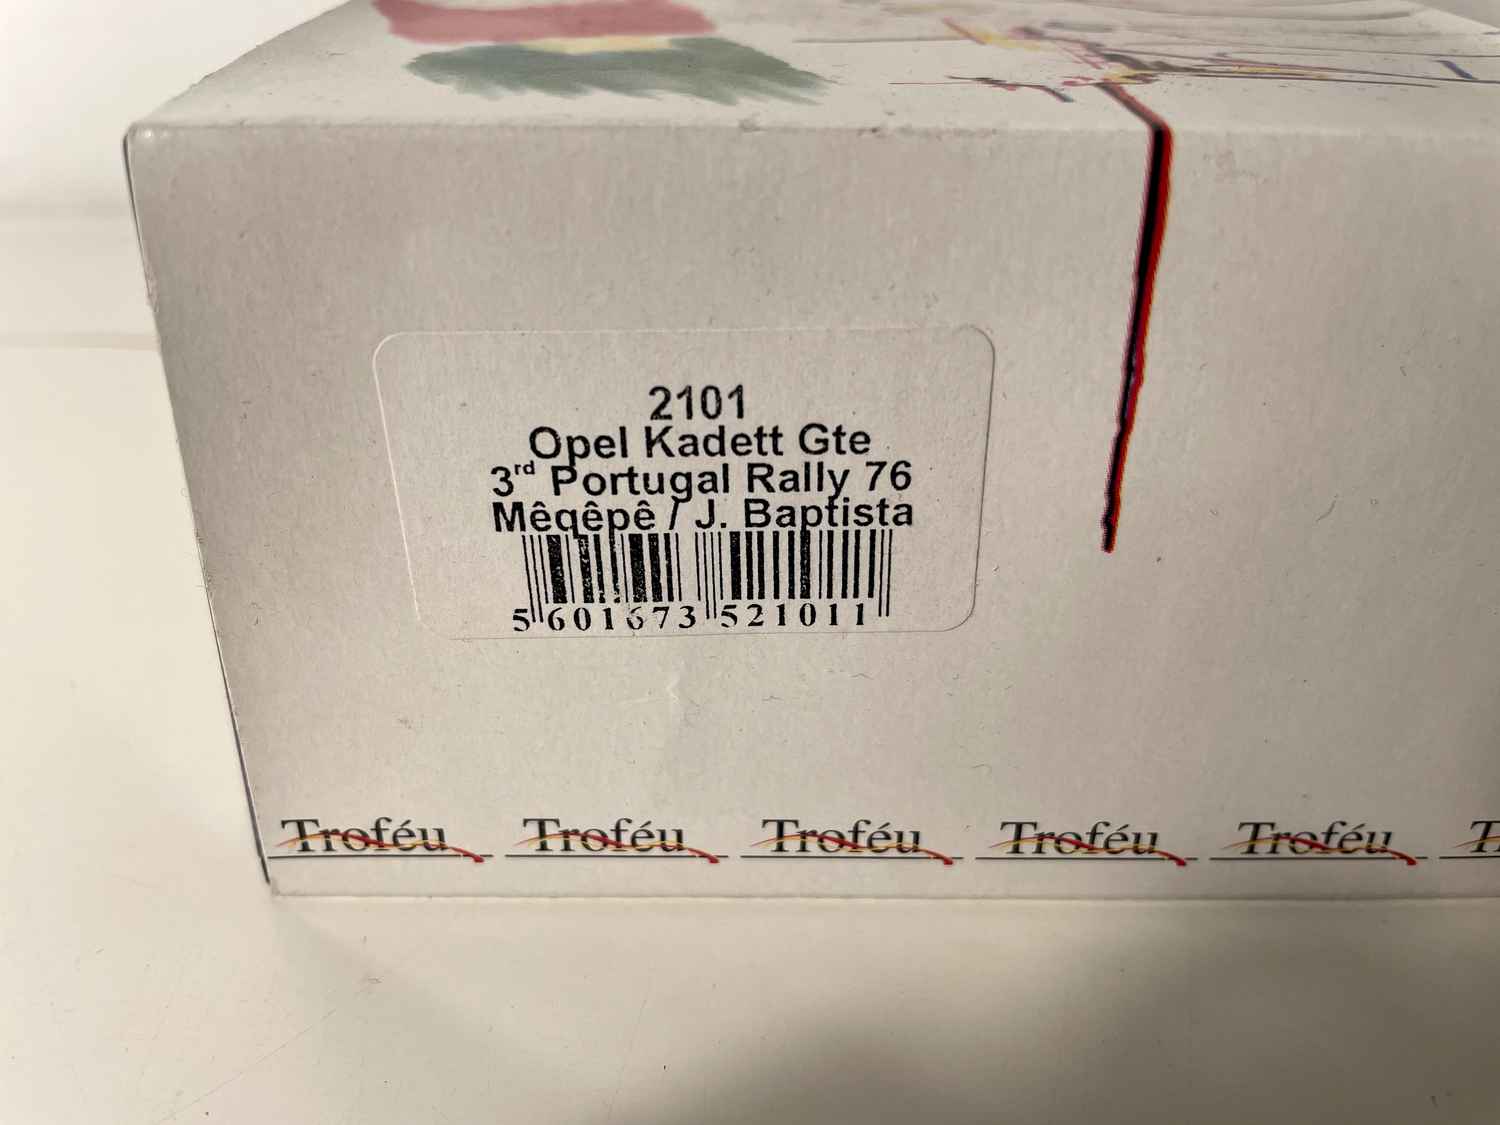 2101
Opel Kadett Gte
3rd Portugal Rally 76
Mêqêpê / J. Baptista
5 601673 521011
Troféu Troféu Troféu Troféu Troféu